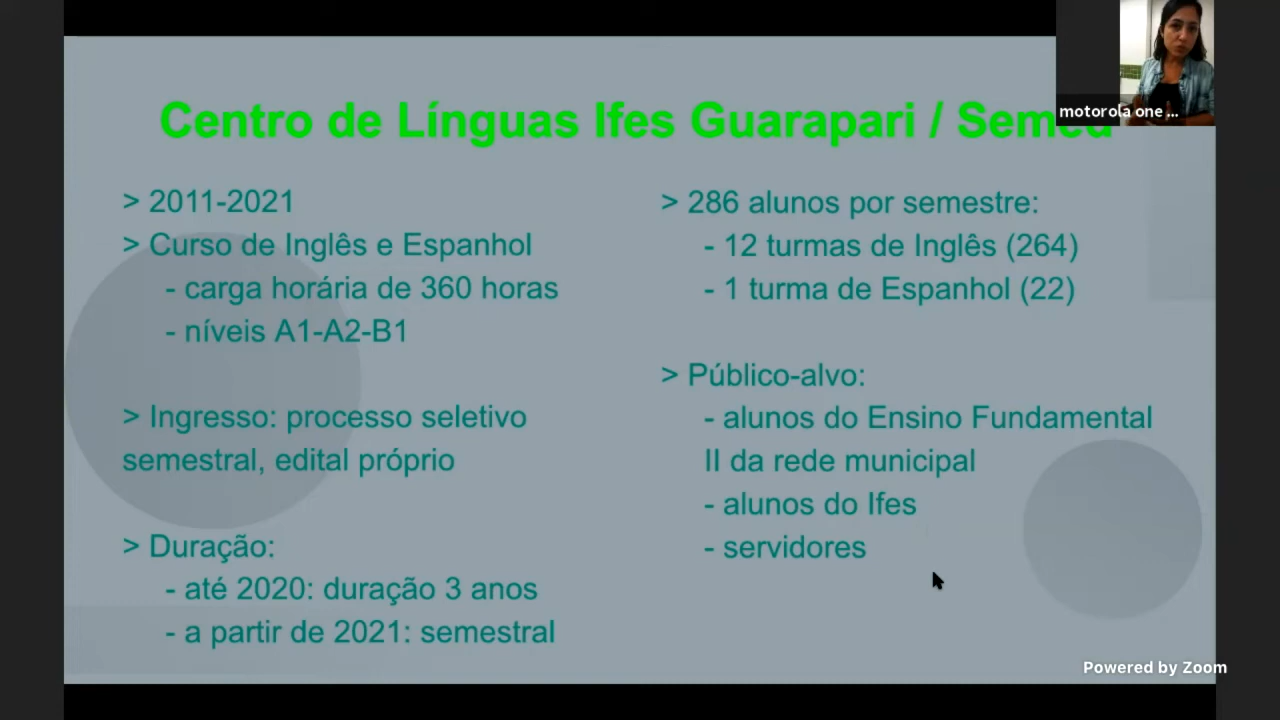 Centro de Línguas Ifes Guarapari / Semed
motorola one ...
> 2011-2021
> Curso de Inglês e Espanhol
- carga horária de 360 horas
- níveis A1-A2-B1
> Ingresso: processo seletivo
semestral, edital próprio
> Duração:
- até 2020: duração 3 anos
- a partir de 2021: semestral
> 286 alunos por semestre:
- 12 turmas de Inglês (264)
- 1 turma de Espanhol (22)
> Público-alvo:
- alunos do Ensino Fundamental
II da rede municipal
- alunos do Ifes
- servidores
Powered by Zoom